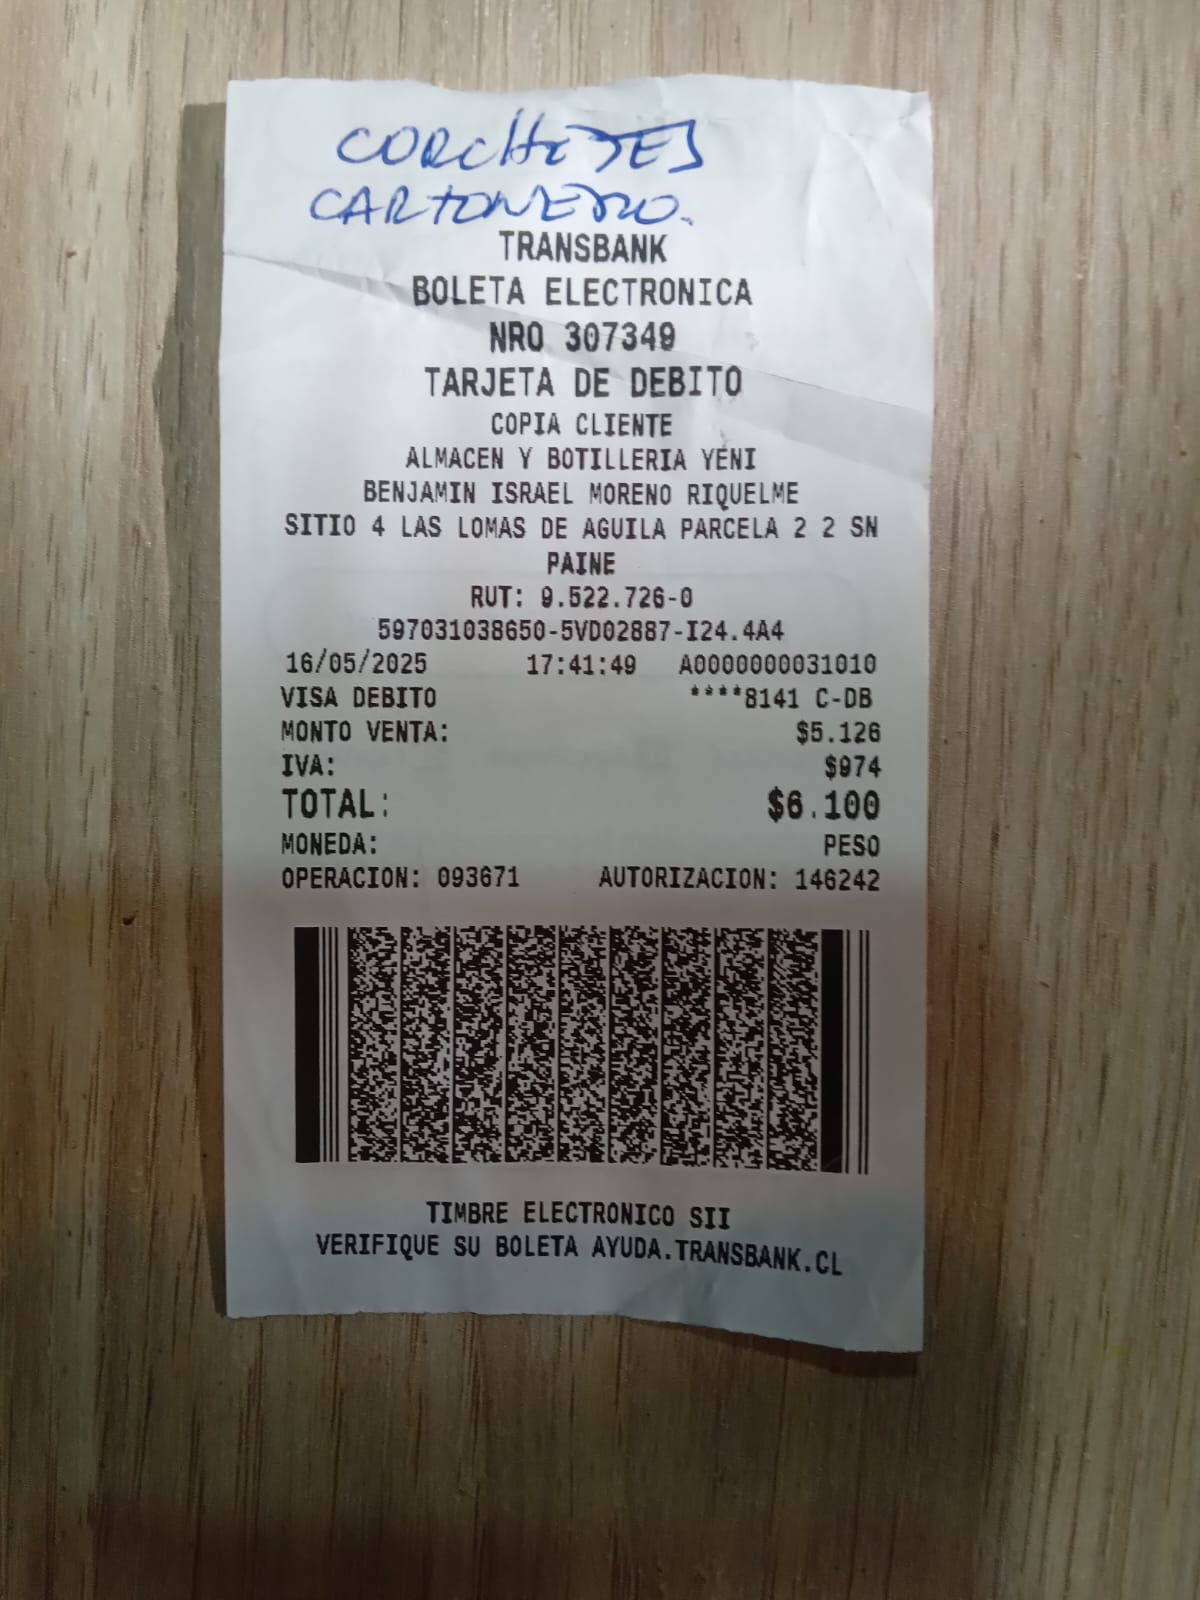 CORCHETES
CARTONERO.
TRANSBANK
BOLETA ELECTRONICA
NRO 307349
TARJETA DE DEBITO
COPIA CLIENTE
ALMACEN Y BOTILLERIA YENI
BENJAMIN ISRAEL MORENO RIQUELME
SITIO 4 LAS LOMAS DE AGUILA PARCELA 2 2 SN
PAINE
RUT: 9.522.726-0
597031038650-5VD02887-I24.4A4
16/05/2025 17:41:49 A0000000031010
VISA DEBITO ****8141 C-DB
MONTO VENTA: $5.126
IVA: $974
TOTAL: $6.100
MONEDA: PESO
OPERACION: 093671 AUTORIZACION: 146242
TIMBRE ELECTRONICO SII
VERIFIQUE SU BOLETA AYUDA.TRANSBANK.CL